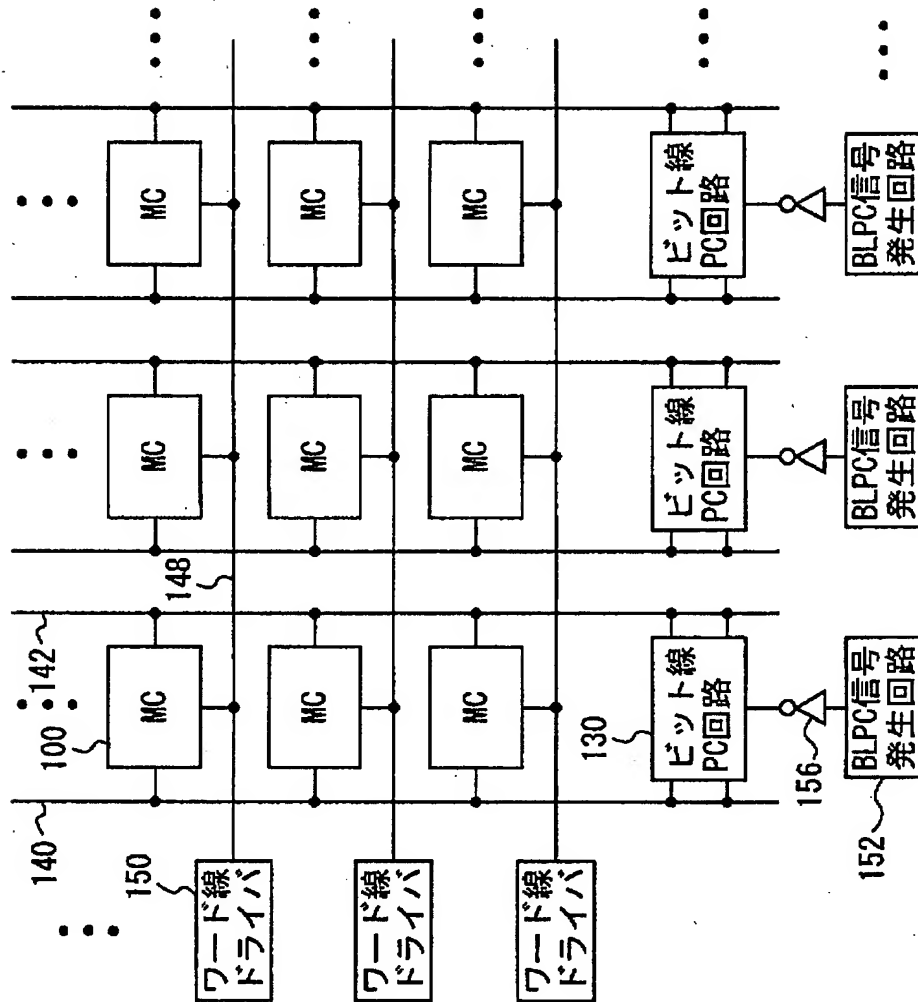 140
142
100
150
MC
MC
MC
148
ワード線
ドライバ
MC
MC
MC
ワード線
ドライバ
MC
MC
MC
ワード線
ドライバ
130
ビット線
PC回路
ビット線
PC回路
ビット線
PC回路
156
152
BLPC信号
発生回路
BLPC信号
発生回路
BLPC信号
発生回路